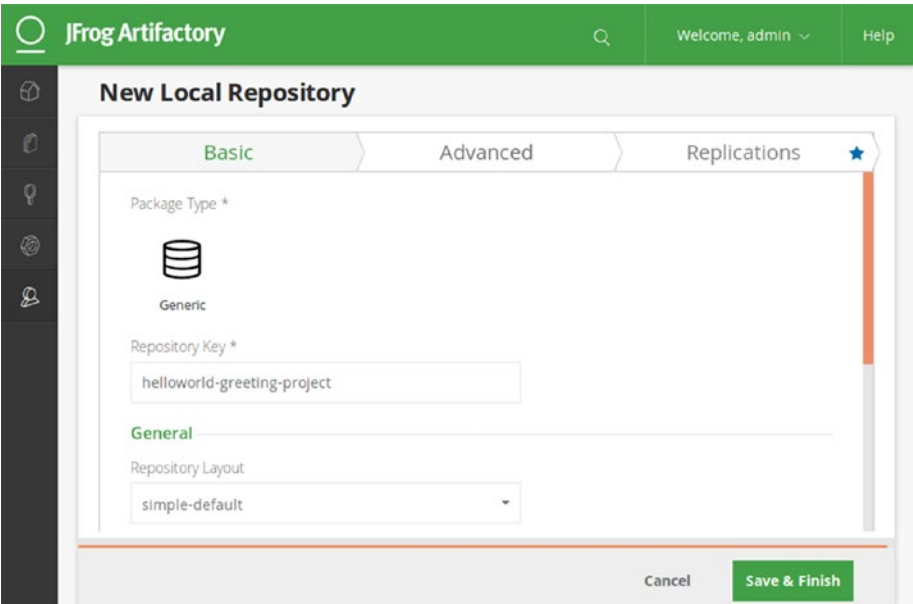 JFrog Artifactory
Welcome, admin
Help
New Local Repository
Basic
Advanced
Replications
Package Type *
Generic
Repository Key *
helloworld-greeting-project
General
Repository Layout
simple-default
Cancel
Save & Finish